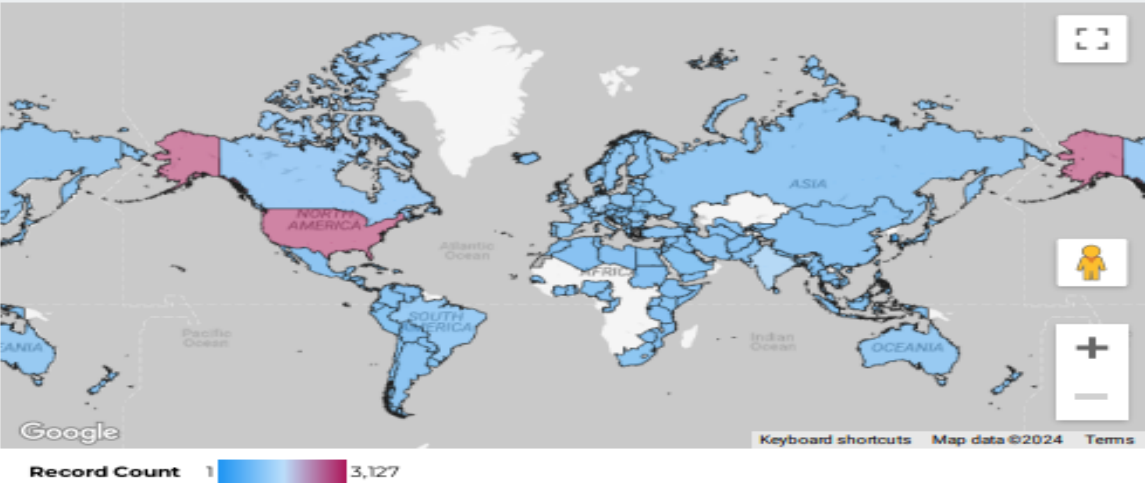 ASIA
NORTH
AMERICA
Atlantic
Ocean
AFRICA
SOUTH
AMERICA
Pacific
Ocean
Indian
Ocean
EANIA
OCEANIA
Google
Keyboard shortcuts Map data ©2024 Terms
Record Count 1 3,127